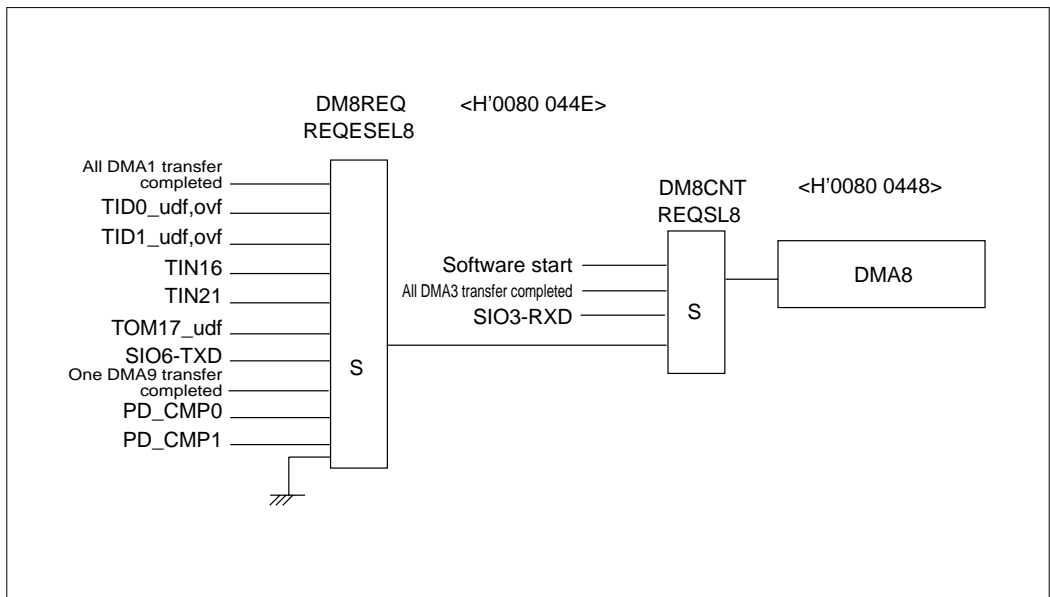 DM8REQ <H'0080 044E>
REQESEL8
All DMA1 transfer
completed
TID0_udf,ovf
TID1_udf,ovf
TIN16
TIN21
TOM17_udf
SIO6-TXD
One DMA9 transfer
completed
PD_CMP0
PD_CMP1
S
DM8CNT <H'0080 0448>
REQSL8
Software start
All DMA3 transfer completed
SIO3-RXD
S
DMA8